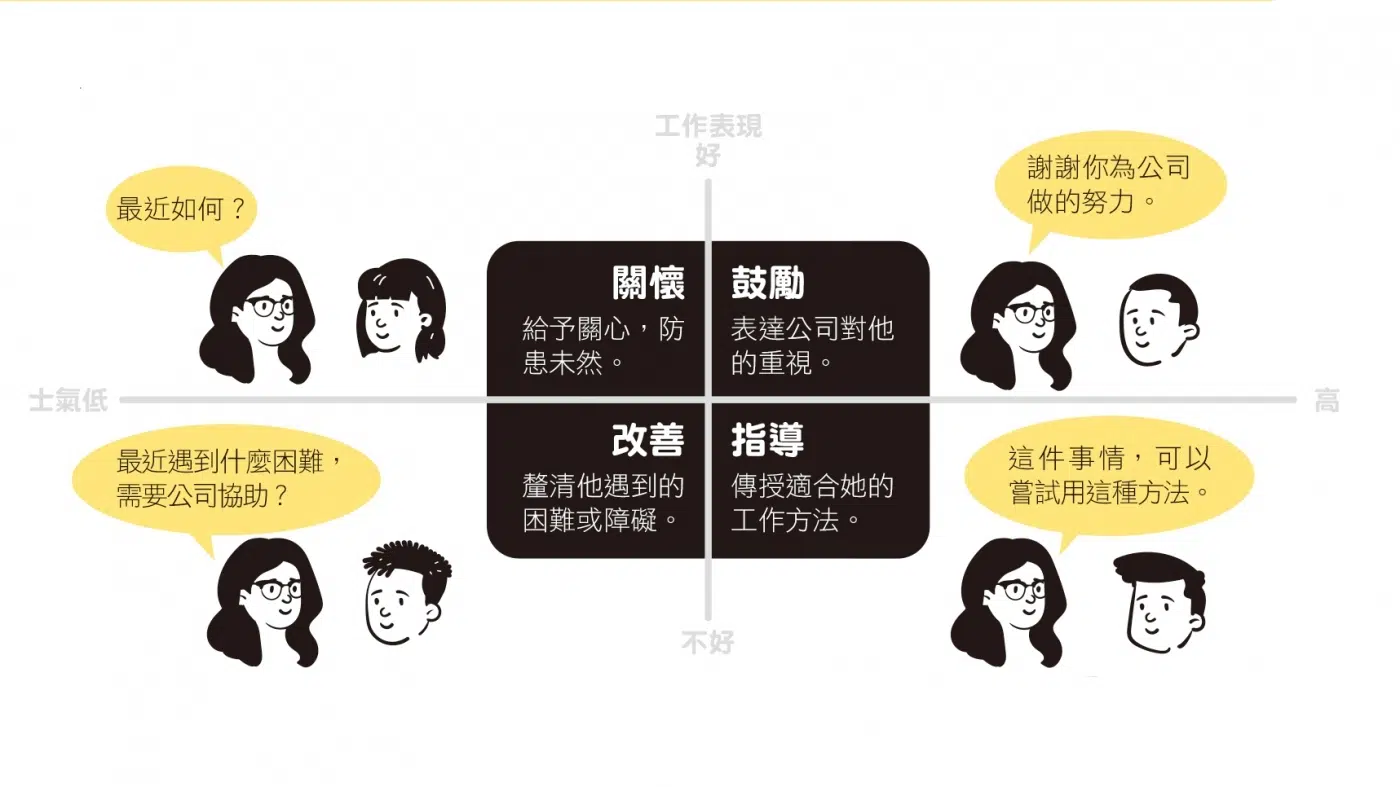 工作表現
好
最近如何？
謝謝你為公司
做的努力。
關懷
給予關心，防
患未然。
鼓勵
表達公司對他
的重視。
士氣低
高
最近遇到什麼困難，
需要公司協助？
改善
釐清他遇到的
困難或障礙。
指導
傳授適合她的
工作方法。
這件事情，可以
嘗試用這種方法。
不好